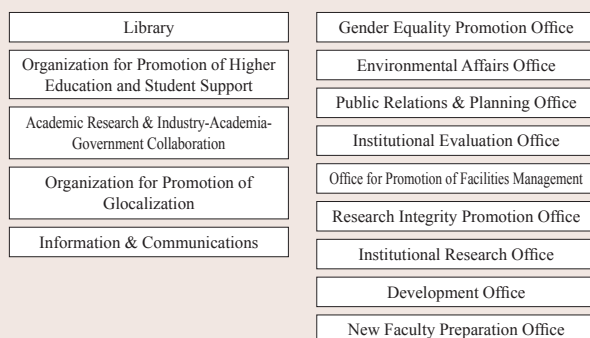 Library
Organization for Promotion of Higher
Education and Student Support
Academic Research & Industry-Academia-
Government Collaboration
Organization for Promotion of
Glocalization
Information & Communications
Gender Equality Promotion Office
Environmental Affairs Office
Public Relations & Planning Office
Institutional Evaluation Office
Office for Promotion of Facilities Management
Research Integrity Promotion Office
Institutional Research Office
Development Office
New Faculty Preparation Office